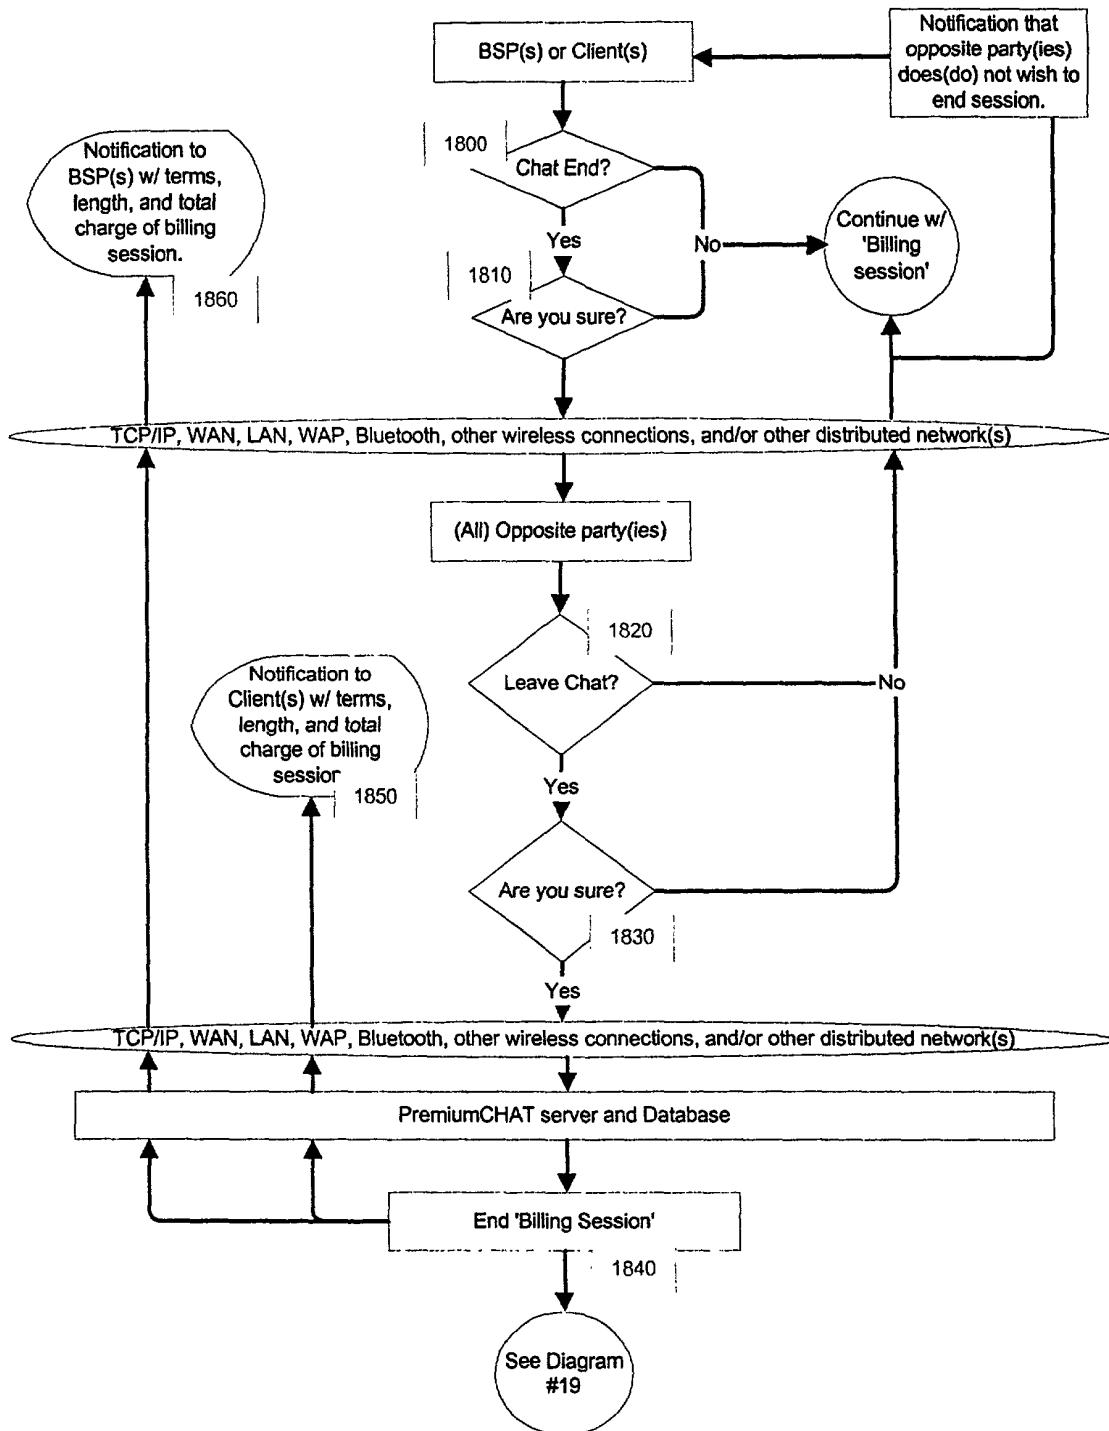 BSP(s) or Client(s)
Notification that
opposite party(ies)
does(do) not wish to
end session.
1800
Chat End?
Notification to
BSP(s) w/ terms,
length, and total
charge of billing
session.
1860
Yes
No
Continue w/
'Billing
session'
1810
Are you sure?
TCP/IP, WAN, LAN, WAP, Bluetooth, other wireless connections, and/or other distributed network(s)
(All) Opposite party(ies)
1820
Leave Chat?
No
Notification to
Client(s) w/ terms,
length, and total
charge of billing
session
1850
Yes
Are you sure?
1830
Yes
TCP/IP, WAN, LAN, WAP, Bluetooth, other wireless connections, and/or other distributed network(s)
PremiumCHAT server and Database
End 'Billing Session'
1840
See Diagram
#19